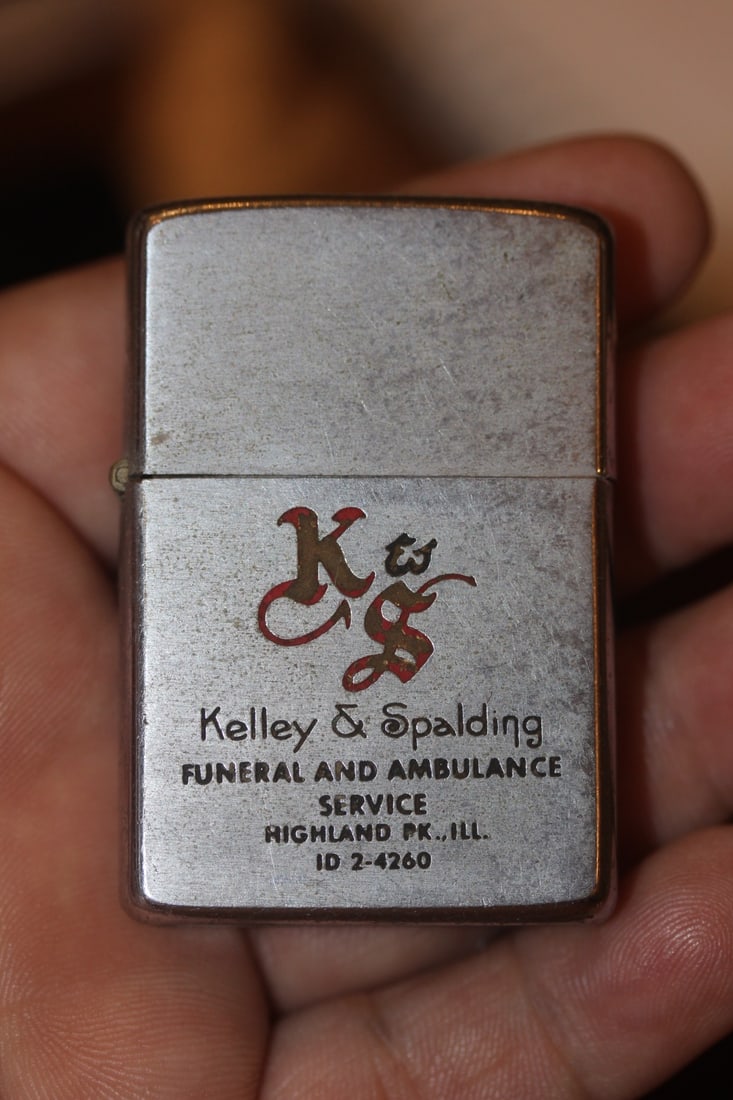 K & S
Kelley & Spalding
FUNERAL AND AMBULANCE
SERVICE
HIGHLAND PK., ILL.
ID 2-4260